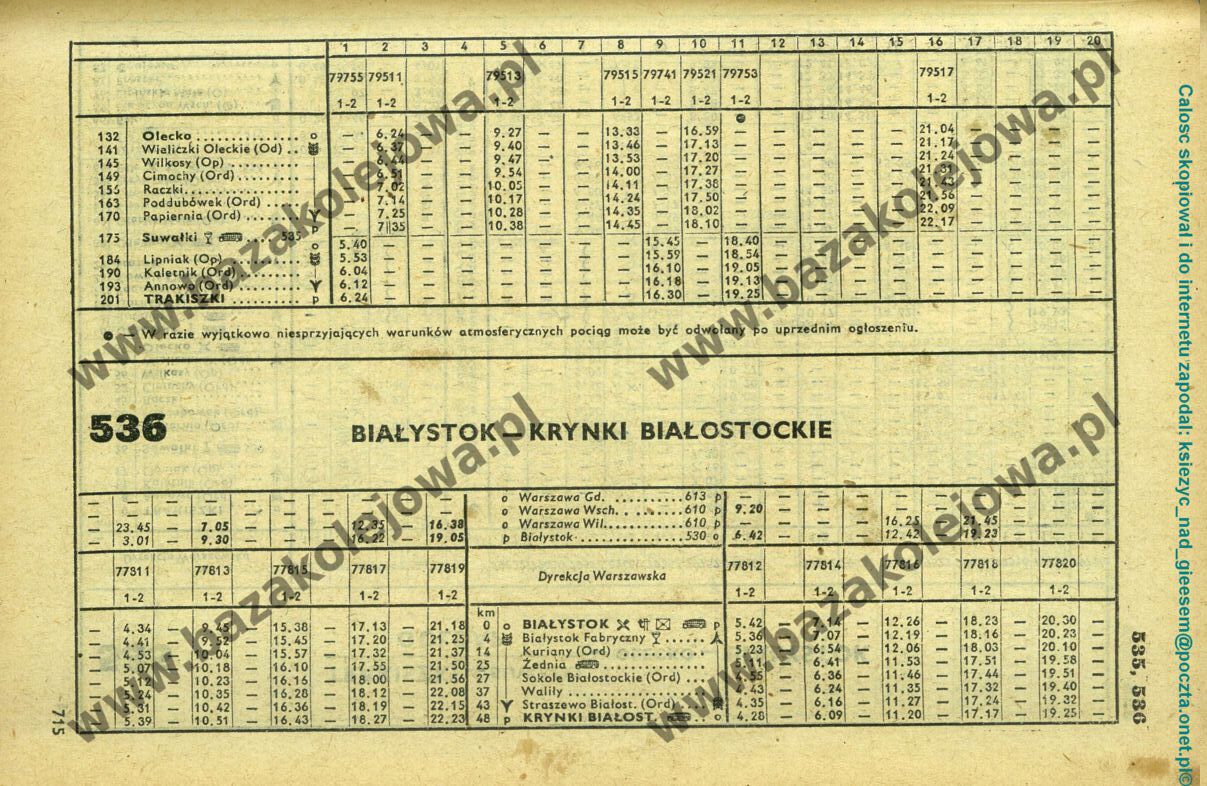 1 2 3 4 5 6 7 8 9 10 11 12 13 14 15 16 17 18 19 20
79755 79511 79513 79515 79741 79521 79753 79517
1-2 1-2 1-2 1-2 1-2 1-2 1-2 1-2
132 Olecko o — 6.24 — — 9.27 — — 13.33 — 16.59 — — — — — 21.04 — — — —
141 Wieliczki Oleckie (Od) — 6.37 — — 9.40 — — 13.46 — 17.13 — — — — — 21.17 — — — —
145 Wilkosy (Op) — 6.44 — — 9.47 — — 13.53 — 17.20 — — — — — 21.24 — — — —
149 Cimochy (Ord) — 6.51 — — 9.54 — — 14.00 — 17.27 — — — — — 21.31 — — — —
155 Raczki — 7.02 — — 10.05 — — 14.11 — 17.38 — — — — — 21.43 — — — —
163 Poddubówek (Ord) — 7.14 — — 10.17 — — 14.24 — 17.50 — — — — — 21.56 — — — —
170 Papiernia (Ord) — 7.25 — — 10.28 — — 14.35 — 18.02 — — — — — 22.09 — — — —
175 Suwałki 535 p — 7.35 — — 10.38 — — 14.45 — 18.10 — — — — — 22.17 — — — —
o 5.40 — — — — — — — 15.45 — 18.40 — — — — — — — — —
184 Lipniak (Op) 5.53 — — — — — — — 15.59 — 18.54 — — — — — — — — —
190 Kaletnik (Ord) 6.04 — — — — — — — 16.10 — 19.05 — — — — — — — — —
193 Annowo (Ord) 6.12 — — — — — — — 16.18 — 19.13 — — — — — — — — —
201 TRAKISZKI p 6.24 — — — — — — — 16.30 — 19.25 — — — — — — — — —
● — W razie wyjątkowo niesprzyjających warunków atmosferycznych pociąg może być odwołany po uprzednim ogłoszeniu.
536 BIAŁYSTOK — KRYNKI BIAŁOSTOCKIE
— — — — — — — — — — o Warszawa Gd. 613 p — — — — — — — — — —
— — — — — — — — — — o Warszawa Wsch. 610 p 9.20 — — — — — — — — —
— 23.45 — 7.05 — — — 12.35 — 16.38 o Warszawa Wil. 610 p — — — — 16.25 — 21.45 — — —
— 3.01 — 9.30 — — — 16.22 — 19.05 p Białystok 530 o 6.42 — — — 12.42 — 19.23 — — —
77811 77813 77815 77817 77819 Dyrekcja Warszawska 77812 77814 77816 77818 77820
1-2 1-2 1-2 1-2 1-2 1-2 1-2 1-2 1-2 1-2
km
— 4.34 — 9.45 — 15.38 — 17.13 — 21.18 0 o BIAŁYSTOK p 5.42 — 7.14 — 12.26 — 18.23 — 20.30 —
— 4.41 — 9.52 — 15.45 — 17.20 — 21.25 4 Białystok Fabryczny 5.36 — 7.07 — 12.19 — 18.16 — 20.23 —
— 4.53 — 10.04 — 15.57 — 17.32 — 21.37 14 Kuriany (Ord) 5.23 — 6.54 — 12.06 — 18.03 — 20.10 —
— 5.07 — 10.18 — 16.10 — 17.55 — 21.50 25 Żednia 5.11 — 6.41 — 11.53 — 17.51 — 19.58 —
— 5.12 — 10.23 — 16.16 — 18.00 — 21.56 27 Sokole Białostockie (Ord) 4.55 — 6.36 — 11.46 — 17.44 — 19.51 —
— 5.24 — 10.35 — 16.28 — 18.12 — 22.08 37 Waliły 4.43 — 6.24 — 11.35 — 17.32 — 19.40 —
— 5.31 — 10.42 — 16.36 — 18.19 — 22.15 43 Straszewo Białost. (Ord) 4.35 — 6.16 — 11.27 — 17.24 — 19.32 —
— 5.39 — 10.51 — 16.43 — 18.27 — 22.23 48 p KRYNKI BIAŁOST. o 4.28 — 6.09 — 11.20 — 17.17 — 19.25 —
715
535, 536
www.bazakolejowa.pl
www.bazakolejowa.pl
www.bazakolejowa.pl
www.bazakolejowa.pl
Calosc skopiowal i do internetu zapodal: ksiezyc_nad_gieesem@poczta.onet.pl©